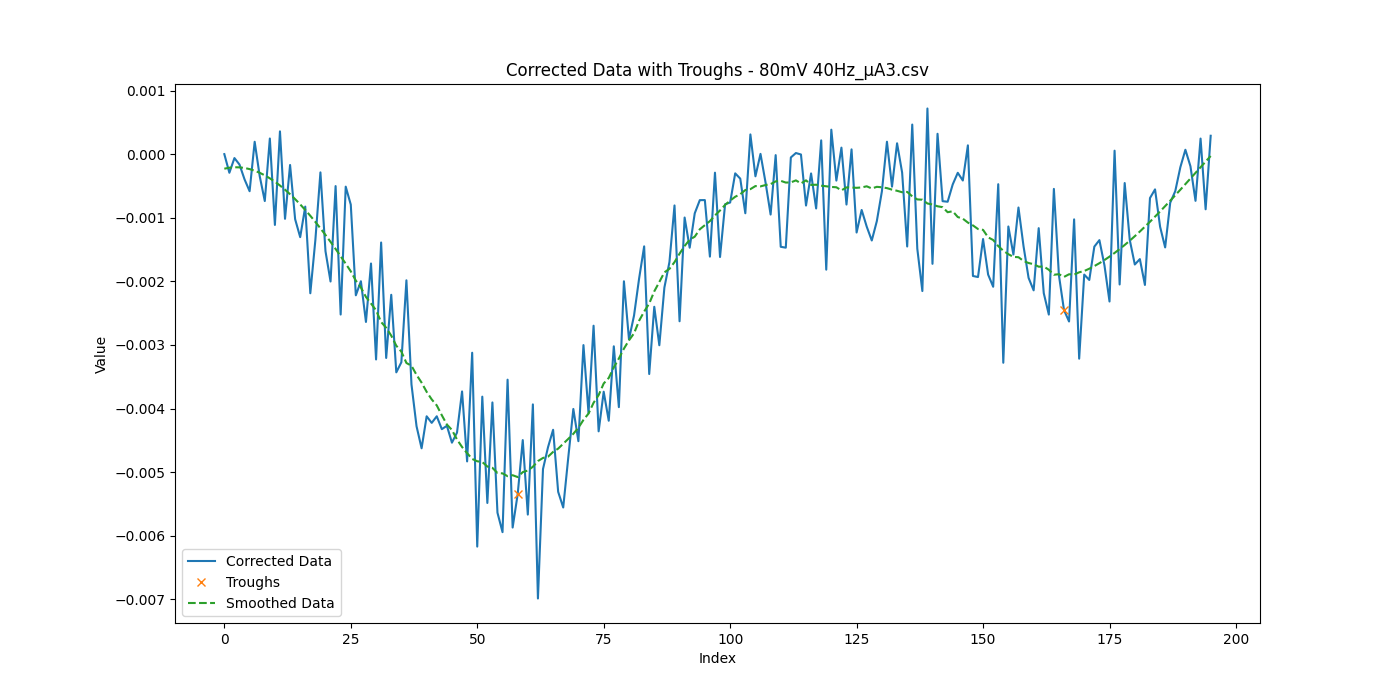 Corrected Data with Troughs - 80mV 40Hz_µA3.csv
0.001
0.000
−0.001
−0.002
−0.003
−0.004
−0.005
−0.006
−0.007
Value
Corrected Data
Troughs
Smoothed Data
0 25 50 75 100 125 150 175 200
Index